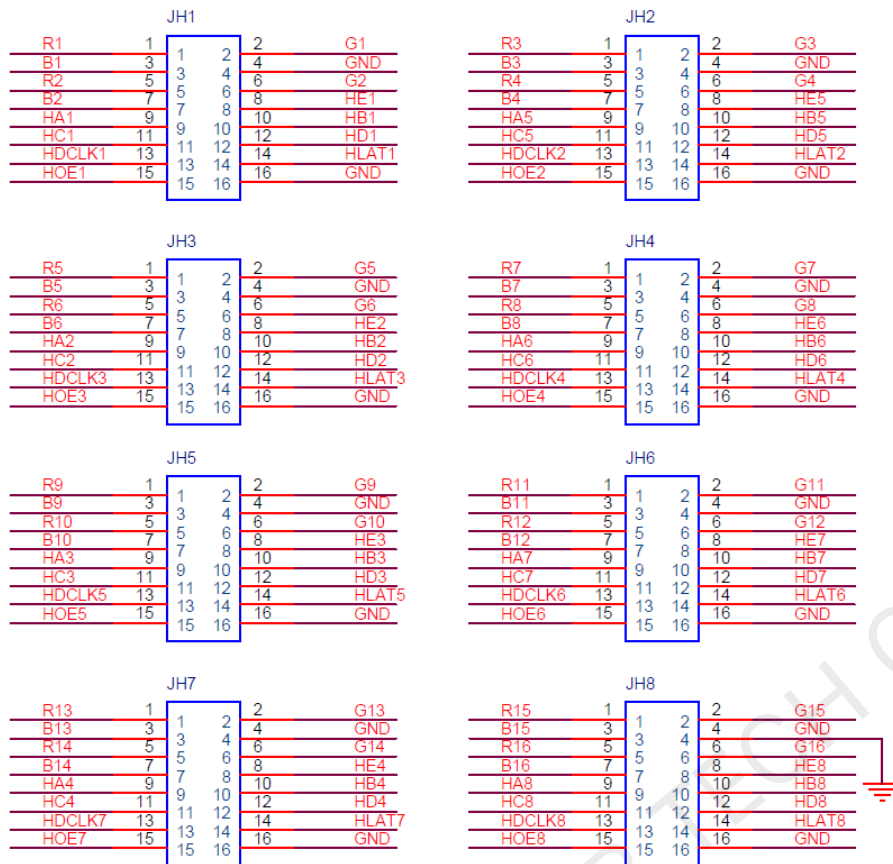 JH1
R1 1 1 2 2 G1
B1 3 3 4 4 GND
R2 5 5 6 6 G2
B2 7 7 8 8 HE1
HA1 9 9 10 10 HB1
HC1 11 11 12 12 HD1
HDCLK1 13 13 14 14 HLAT1
HOE1 15 15 16 16 GND
JH2
R3 1 1 2 2 G3
B3 3 3 4 4 GND
R4 5 5 6 6 G4
B4 7 7 8 8 HE5
HA5 9 9 10 10 HB5
HC5 11 11 12 12 HD5
HDCLK2 13 13 14 14 HLAT2
HOE2 15 15 16 16 GND
JH3
R5 1 1 2 2 G5
B5 3 3 4 4 GND
R6 5 5 6 6 G6
B6 7 7 8 8 HE2
HA2 9 9 10 10 HB2
HC2 11 11 12 12 HD2
HDCLK3 13 13 14 14 HLAT3
HOE3 15 15 16 16 GND
JH4
R7 1 1 2 2 G7
B7 3 3 4 4 GND
R8 5 5 6 6 G8
B8 7 7 8 8 HE6
HA6 9 9 10 10 HB6
HC6 11 11 12 12 HD6
HDCLK4 13 13 14 14 HLAT4
HOE4 15 15 16 16 GND
JH5
R9 1 1 2 2 G9
B9 3 3 4 4 GND
R10 5 5 6 6 G10
B10 7 7 8 8 HE3
HA3 9 9 10 10 HB3
HC3 11 11 12 12 HD3
HDCLK5 13 13 14 14 HLAT5
HOE5 15 15 16 16 GND
JH6
R11 1 1 2 2 G11
B11 3 3 4 4 GND
R12 5 5 6 6 G12
B12 7 7 8 8 HE7
HA7 9 9 10 10 HB7
HC7 11 11 12 12 HD7
HDCLK6 13 13 14 14 HLAT6
HOE6 15 15 16 16 GND
JH7
R13 1 1 2 2 G13
B13 3 3 4 4 GND
R14 5 5 6 6 G14
B14 7 7 8 8 HE4
HA4 9 9 10 10 HB4
HC4 11 11 12 12 HD4
HDCLK7 13 13 14 14 HLAT7
HOE7 15 15 16 16 GND
JH8
R15 1 1 2 2 G15
B15 3 3 4 4 GND
R16 5 5 6 6 G16
B16 7 7 8 8 HE8
HA8 9 9 10 10 HB8
HC8 11 11 12 12 HD8
HDCLK8 13 13 14 14 HLAT8
HOE8 15 15 16 16 GND
TECH